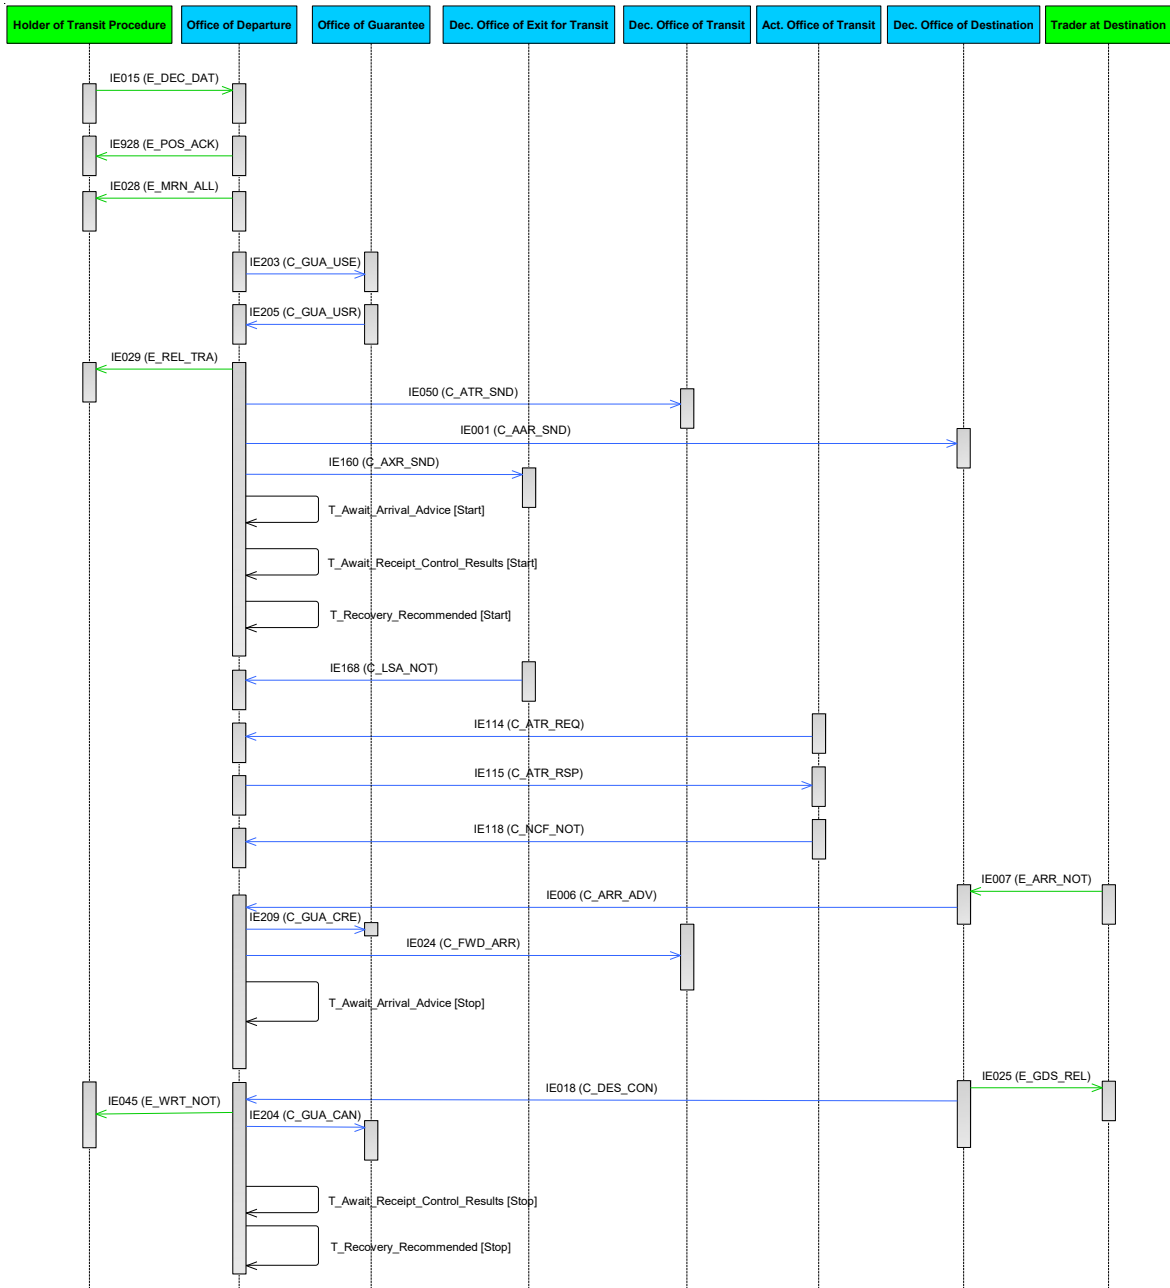 Holder of Transit Procedure
Office of Departure
Office of Guarantee
Dec. Office of Exit for Transit
Dec. Office of Transit
Act. Office of Transit
Dec. Office of Destination
Trader at Destination
IE015 (E_DEC_DAT)
IE928 (E_POS_ACK)
IE028 (E_MRN_ALL)
IE203 (C_GUA_USE)
IE205 (C_GUA_USR)
IE029 (E_REL_TRA)
IE050 (C_ATR_SND)
IE001 (C_AAR_SND)
IE160 (C_AXR_SND)
T_Await_Arrival_Advice [Start]
T_Await_Receipt_Control_Results [Start]
T_Recovery_Recommended [Start]
IE168 (C_LSA_NOT)
IE114 (C_ATR_REQ)
IE115 (C_ATR_RSP)
IE118 (C_NCF_NOT)
IE007 (E_ARR_NOT)
IE006 (C_ARR_ADV)
IE209 (C_GUA_CRE)
IE024 (C_FWD_ARR)
T_Await_Arrival_Advice [Stop]
IE025 (E_GDS_REL)
IE018 (C_DES_CON)
IE045 (E_WRT_NOT)
IE204 (C_GUA_CAN)
T_Await_Receipt_Control_Results [Stop]
T_Recovery_Recommended [Stop]